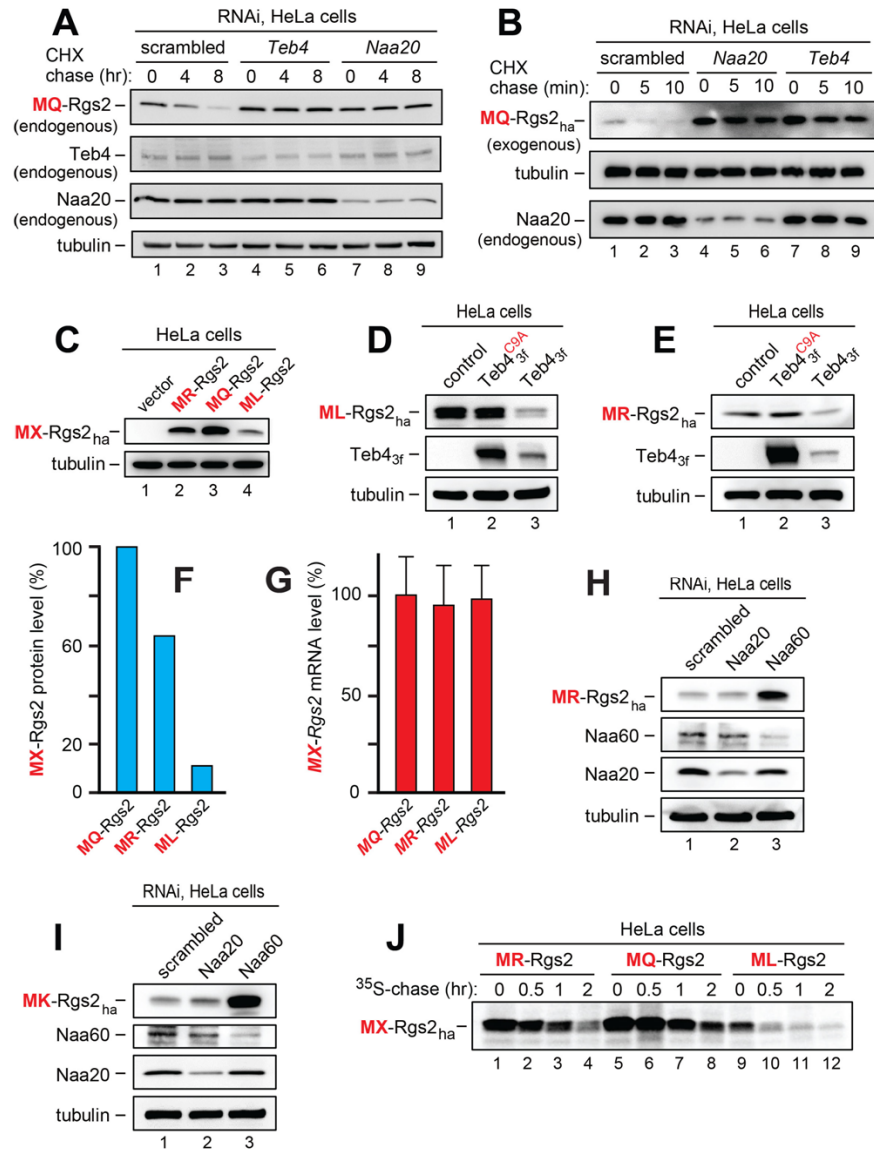 A
RNAi, HeLa cells
CHX scrambled Teb4 Naa20
chase (hr): 0 4 8 0 4 8 0 4 8
MQ-Rgs2
(endogenous)
Teb4
(endogenous)
Naa20
(endogenous)
tubulin
1 2 3 4 5 6 7 8 9
B
RNAi, HeLa cells
CHX scrambled Naa20 Teb4
chase (min): 0 5 10 0 5 10 0 5 10
MQ-Rgs2ha
(exogenous)
tubulin
Naa20
(endogenous)
1 2 3 4 5 6 7 8 9
C
HeLa cells
vector MR-Rgs2 MQ-Rgs2 ML-Rgs2
MX-Rgs2ha
tubulin
1 2 3 4
D
HeLa cells
control Teb4C9A3f Teb43f
ML-Rgs2ha
Teb43f
tubulin
1 2 3
E
HeLa cells
control Teb4C9A3f Teb43f
MR-Rgs2ha
Teb43f
tubulin
1 2 3
F
MX-Rgs2 protein level (%)
100
60
20
0
MQ-Rgs2 MR-Rgs2 ML-Rgs2
G
MX-Rgs2 mRNA level (%)
100
50
0
MQ-Rgs2 MR-Rgs2 ML-Rgs2
H
RNAi, HeLa cells
scrambled Naa20 Naa60
MR-Rgs2ha
Naa60
Naa20
tubulin
1 2 3
I
RNAi, HeLa cells
scrambled Naa20 Naa60
MK-Rgs2ha
Naa60
Naa20
tubulin
1 2 3
J
HeLa cells
MR-Rgs2 MQ-Rgs2 ML-Rgs2
35S-chase (hr) 0 0.5 1 2 0 0.5 1 2 0 0.5 1 2
MX-Rgs2ha
1 2 3 4 5 6 7 8 9 10 11 12